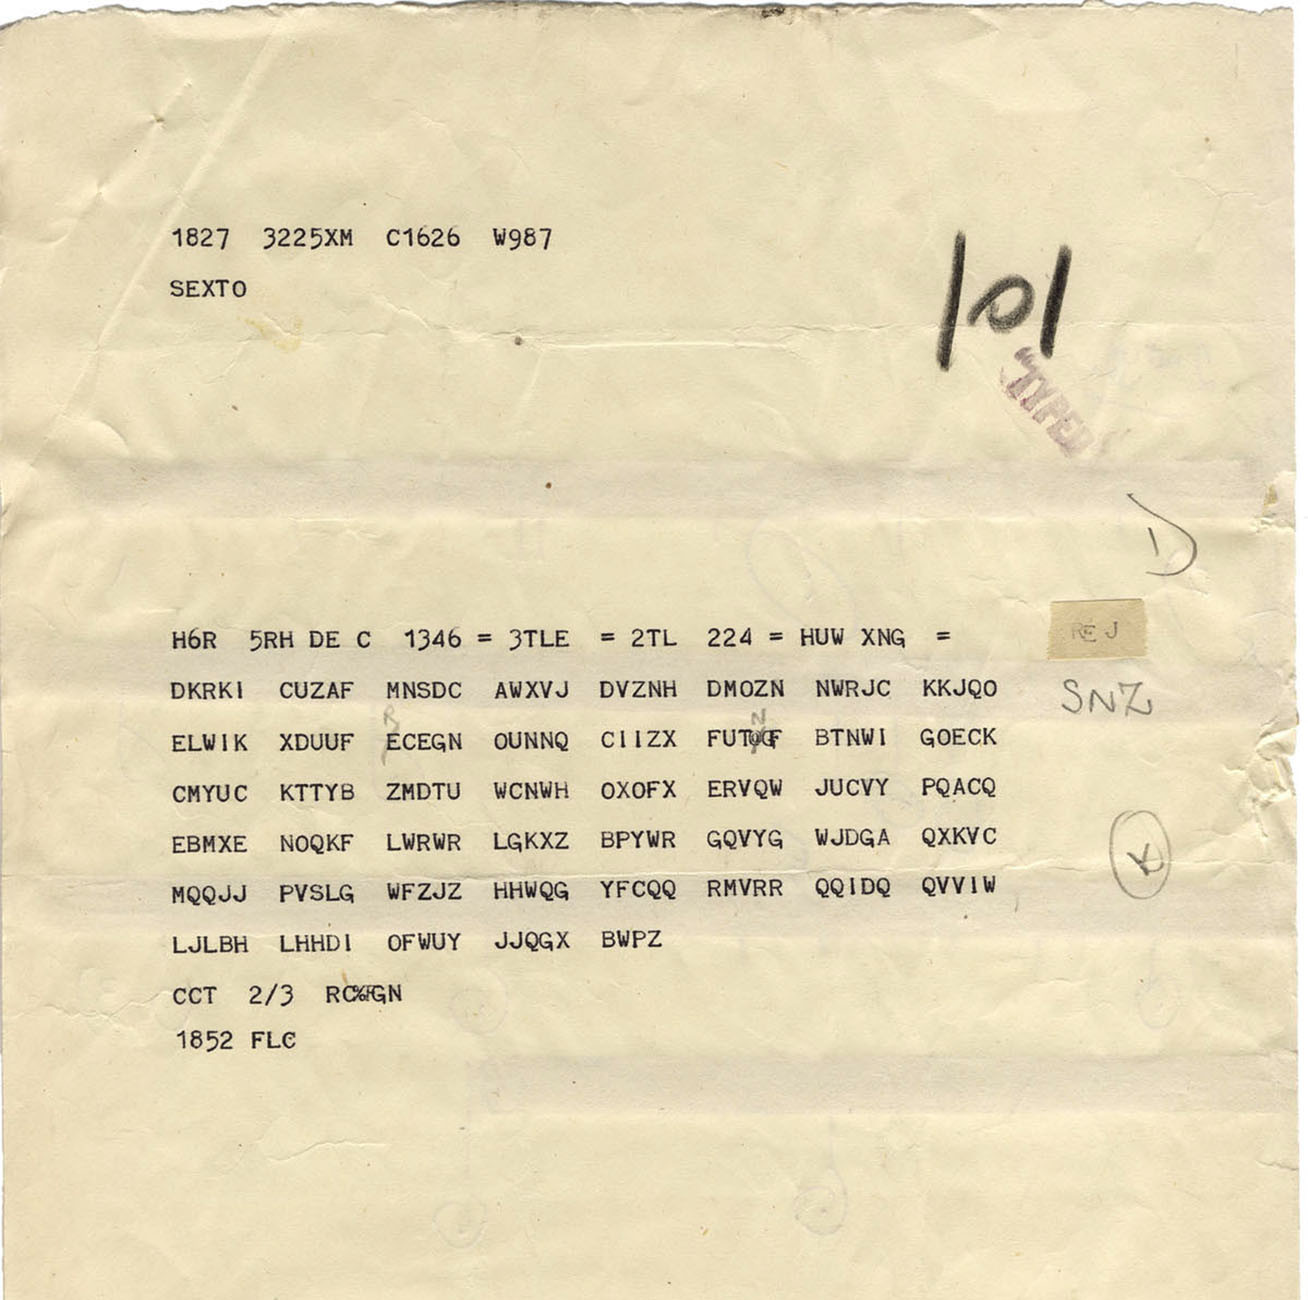 1827 3225XM C1626 W987
SEXTO
101
"TYPED"
D
H6R 5RH DE C 1346 = 3TLE = 2TL 224 = HUW XNG =
REJ
DKRKI CUZAF MNSDC AWXVJ DVZNH DMOZN NWRJC KKJQO
SNZ
ELWIK XDUUF ECEGN OUNNQ CIIZX FUTUGF BTNWI GOECK
CMYUC KTTYB ZMDTU WCNWH OXOFX ERVQW JUCVY PQACQ
EBMXE NOQKF LWRWR LGKXZ BPYWR GQVYG WJDGA QXKVC
K
MQQJJ PVSLG WFZJZ HHWQG YFCQQ RMVRR QQIDQ QVVIW
LJLBH LHHDI OFWUY JJQGX BWPZ
CCT 2/3
1852 FLC